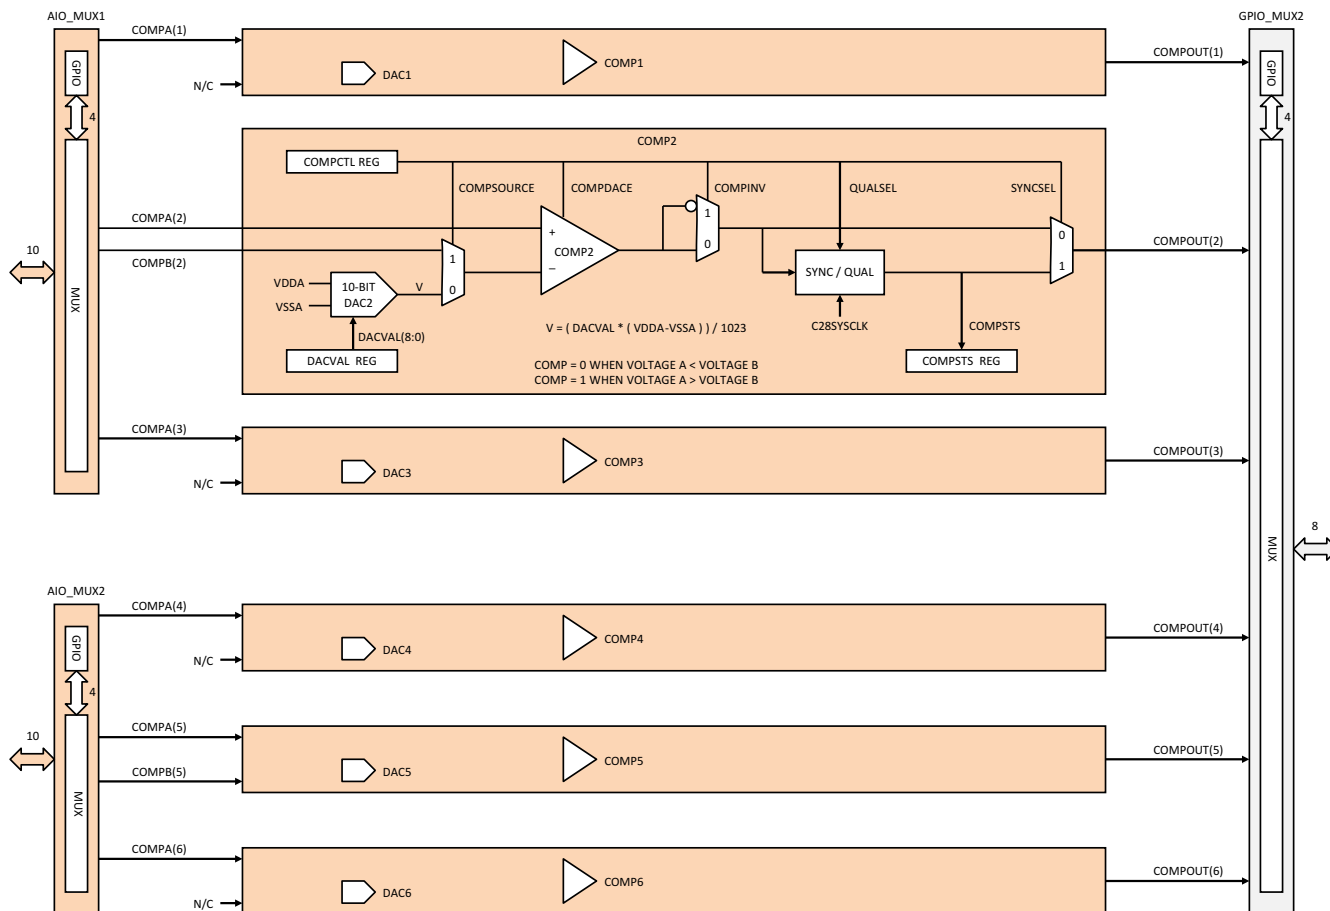 AIO_MUX1
GPIO_MUX2
COMPA(1)
GPIO
4
N/C
DAC1
COMP1
COMPOUT(1)
GPIO
4
COMP2
COMPCTL REG
COMPSOURCE
COMPDACE
COMPINV
QUALSEL
SYNCSEL
COMPA(2)
10
COMPB(2)
MUX
VDDA
VSSA
10-BIT
DAC2
V
1
0
+
–
COMP2
1
0
SYNC / QUAL
0
1
COMPOUT(2)
DACVAL(8:0)
DACVAL REG
V = ( DACVAL * ( VDDA-VSSA ) ) / 1023
C28SYSCLK
COMPSTS
COMPSTS REG
COMP = 0 WHEN VOLTAGE A < VOLTAGE B
COMP = 1 WHEN VOLTAGE A > VOLTAGE B
COMPA(3)
N/C
DAC3
COMP3
COMPOUT(3)
MUX
8
AIO_MUX2
COMPA(4)
GPIO
4
N/C
DAC4
COMP4
COMPOUT(4)
10
MUX
COMPA(5)
COMPB(5)
DAC5
COMP5
COMPOUT(5)
COMPA(6)
N/C
DAC6
COMP6
COMPOUT(6)